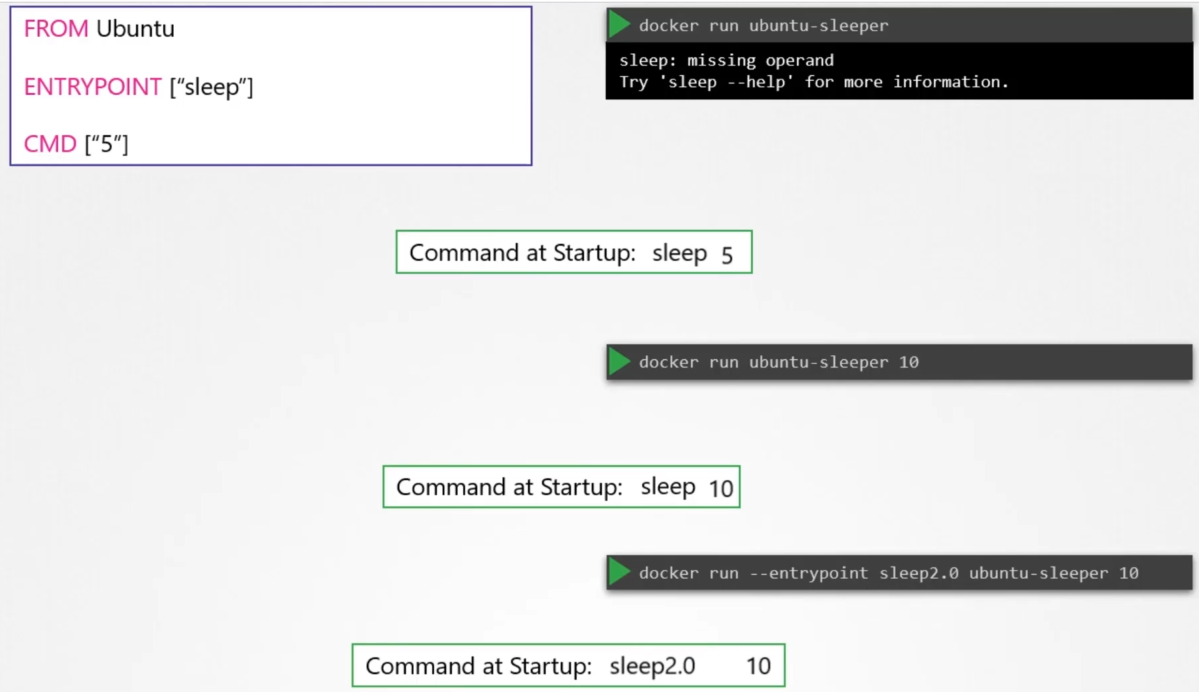 FROM Ubuntu
ENTRYPOINT [“sleep”]
CMD [“5”]
docker run ubuntu-sleeper
sleep: missing operand
Try 'sleep --help' for more information.
Command at Startup: sleep 5
docker run ubuntu-sleeper 10
Command at Startup: sleep 10
docker run --entrypoint sleep2.0 ubuntu-sleeper 10
Command at Startup: sleep2.0 10